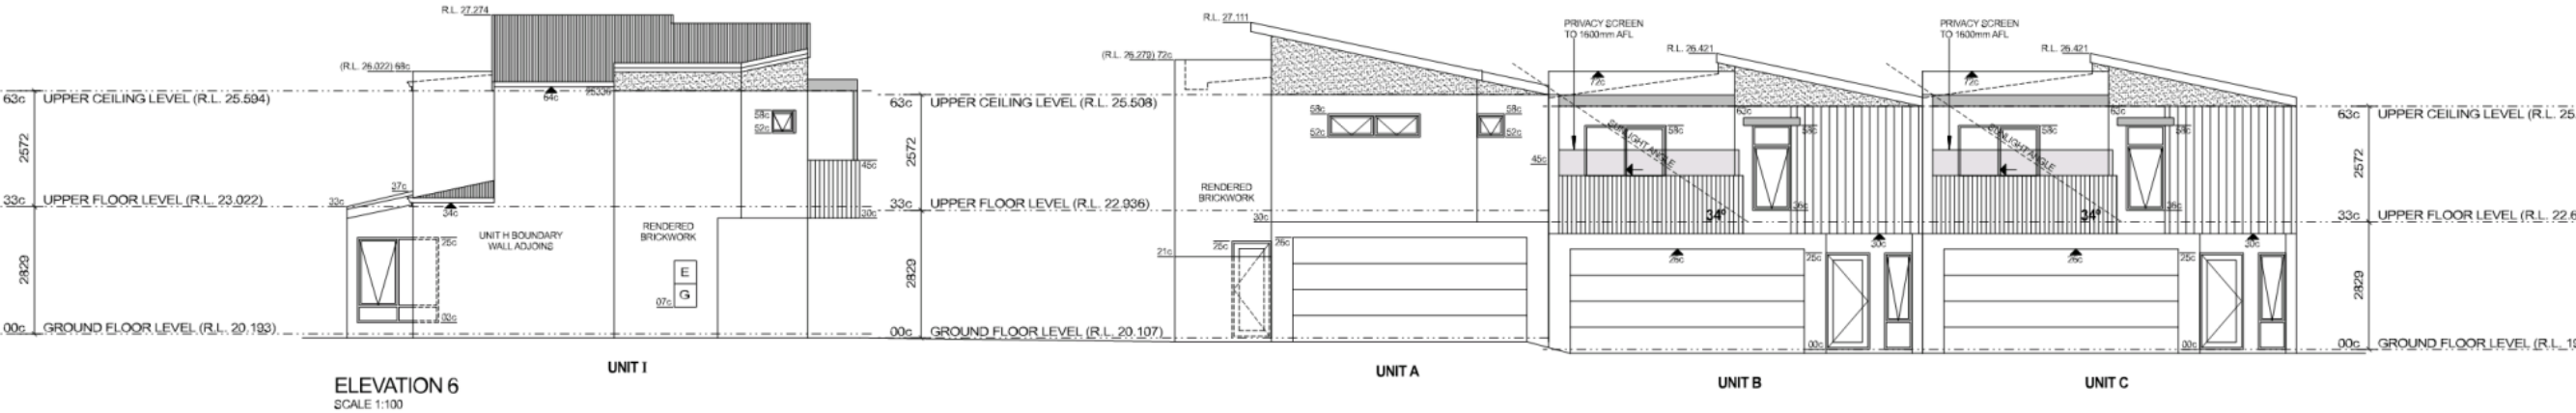 R.L. 27.274
(R.L. 26.022) 68c
63c UPPER CEILING LEVEL (R.L. 25.594)
64c
58c
52c
2572
45c
37c
33c
33c UPPER FLOOR LEVEL (R.L. 23.022)
34c
30c
UNIT H BOUNDARY
WALL ADJOINS
RENDERED
BRICKWORK
25c
E
G
07c
03c
2829
00c GROUND FLOOR LEVEL (R.L. 20.193)
UNIT I
ELEVATION 6
SCALE 1:100
R.L. 27.111
(R.L. 26.279) 72c
63c UPPER CEILING LEVEL (R.L. 25.508)
58c
52c
58c
52c
2572
45c
RENDERED
BRICKWORK
33c UPPER FLOOR LEVEL (R.L. 22.936)
30c
25c
26c
21c
2829
00c GROUND FLOOR LEVEL (R.L. 20.107)
UNIT A
PRIVACY SCREEN
TO 1600mm AFL
R.L. 26.421
72c
63c
58c
58c
SUNLIGHT ANGLE
36c
34°
30c
26c
25c
00c
UNIT B
PRIVACY SCREEN
TO 1600mm AFL
R.L. 26.421
72c
63c
58c
58c
SUNLIGHT ANGLE
36c
34°
30c
26c
25c
00c
UNIT C
63c UPPER CEILING LEVEL (R.L. 25.
2572
33c UPPER FLOOR LEVEL (R.L. 22.6
2829
00c GROUND FLOOR LEVEL (R.L. 19